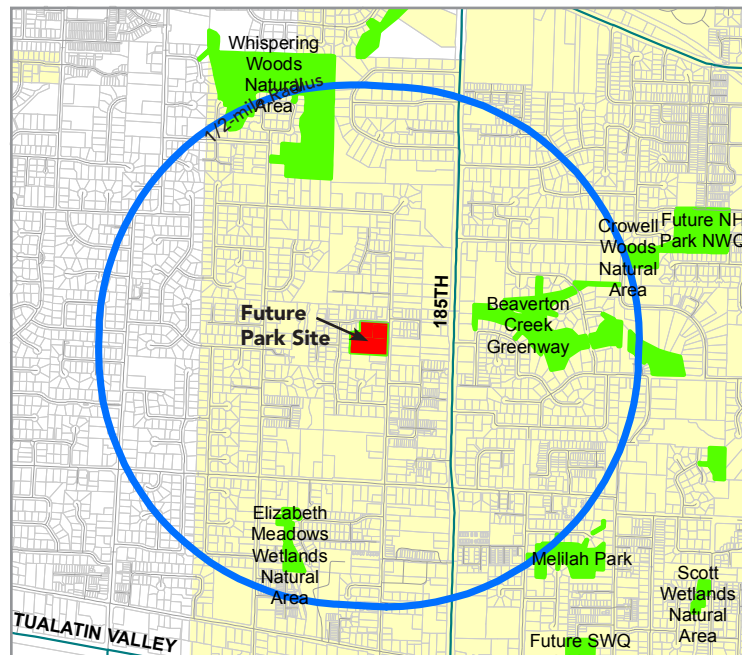 Whispering
Woods
Natural
Area
1/2-mile Radius
Crowell
Woods
Natural
Area
Future NH
Park NWQ
185TH
Beaverton
Creek
Greenway
Future
Park Site
Elizabeth
Meadows
Wetlands
Natural
Area
Melilah Park
Scott
Wetlands
Natural
Area
TUALATIN VALLEY
Future SWQ